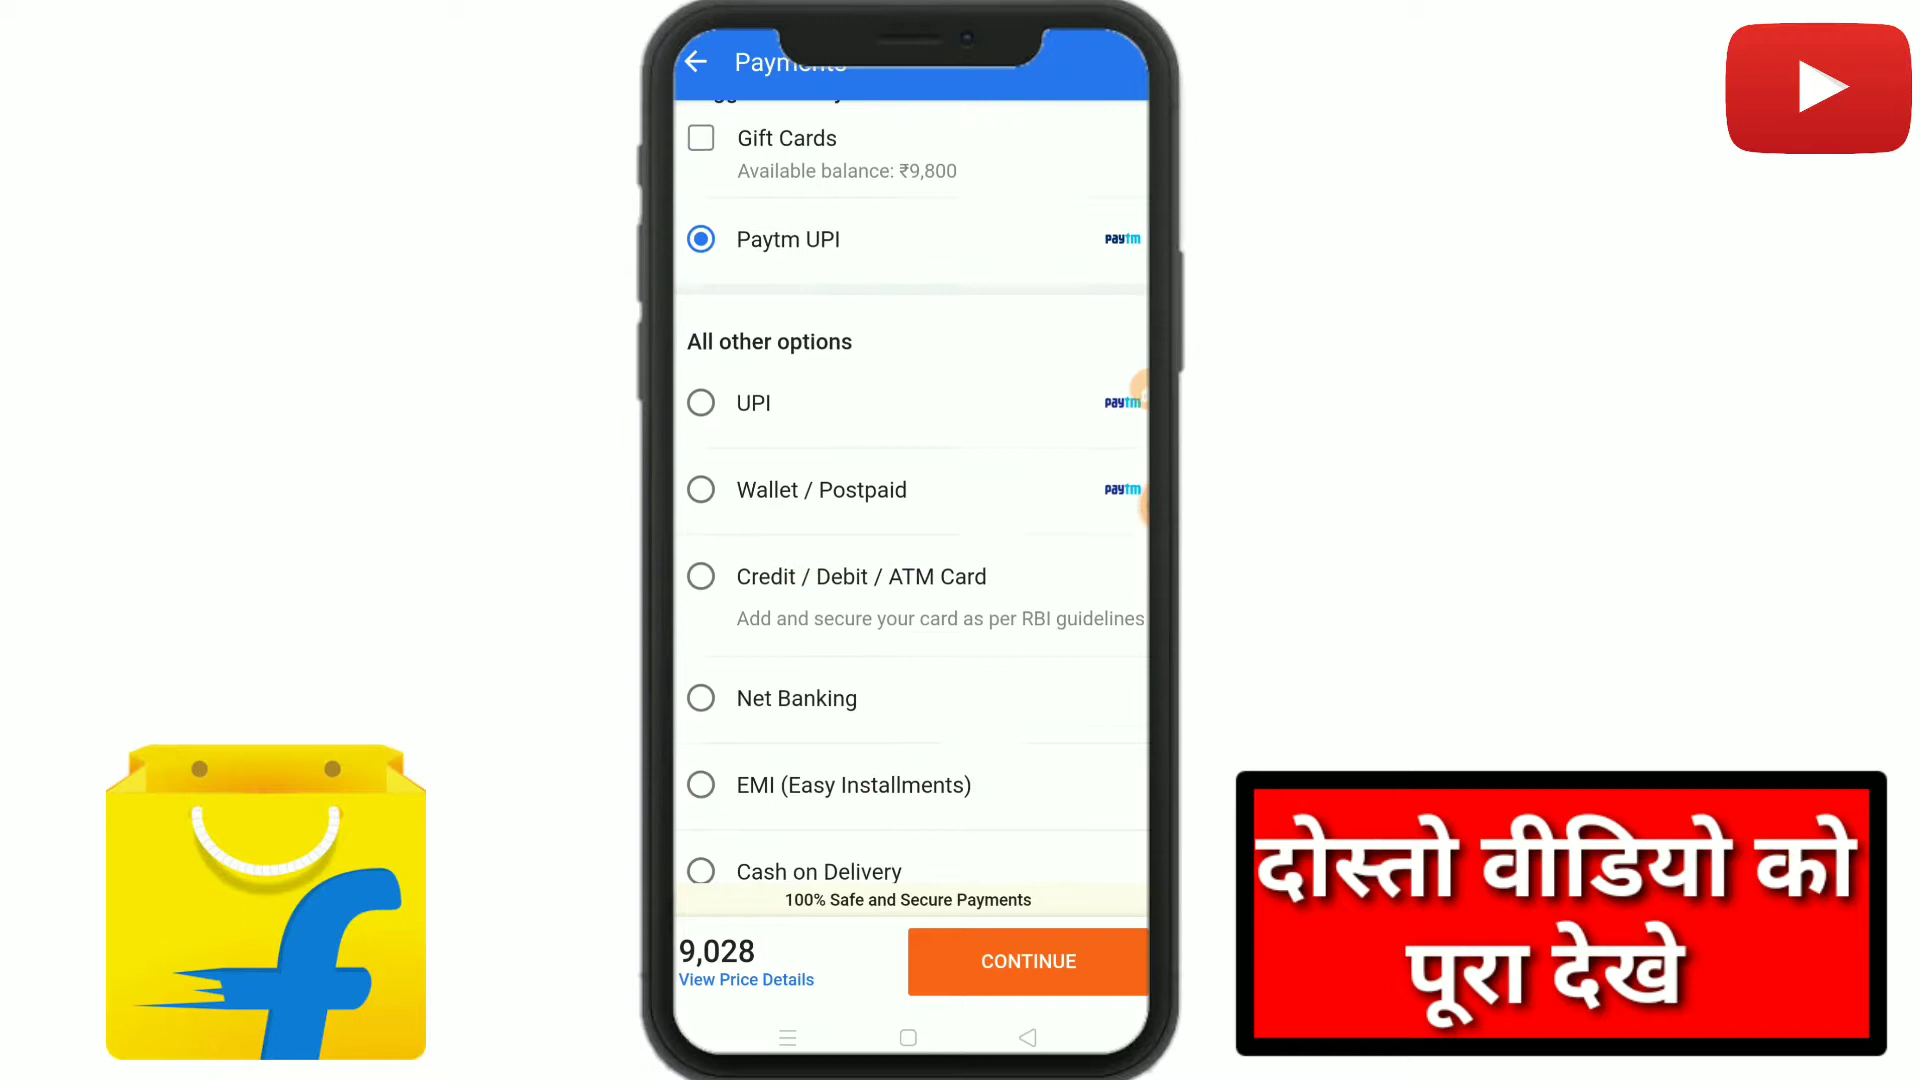 Payments
Gift Cards
Available balance: ₹9,800
Paytm UPI
paytm
All other options
UPI
paytm
Wallet / Postpaid
paytm
Credit / Debit / ATM Card
Add and secure your card as per RBI guidelines
Net Banking
EMI (Easy Installments)
Cash on Delivery
100% Safe and Secure Payments
9,028
View Price Details
CONTINUE
दोस्तो वीडियो को
पूरा देखे
f